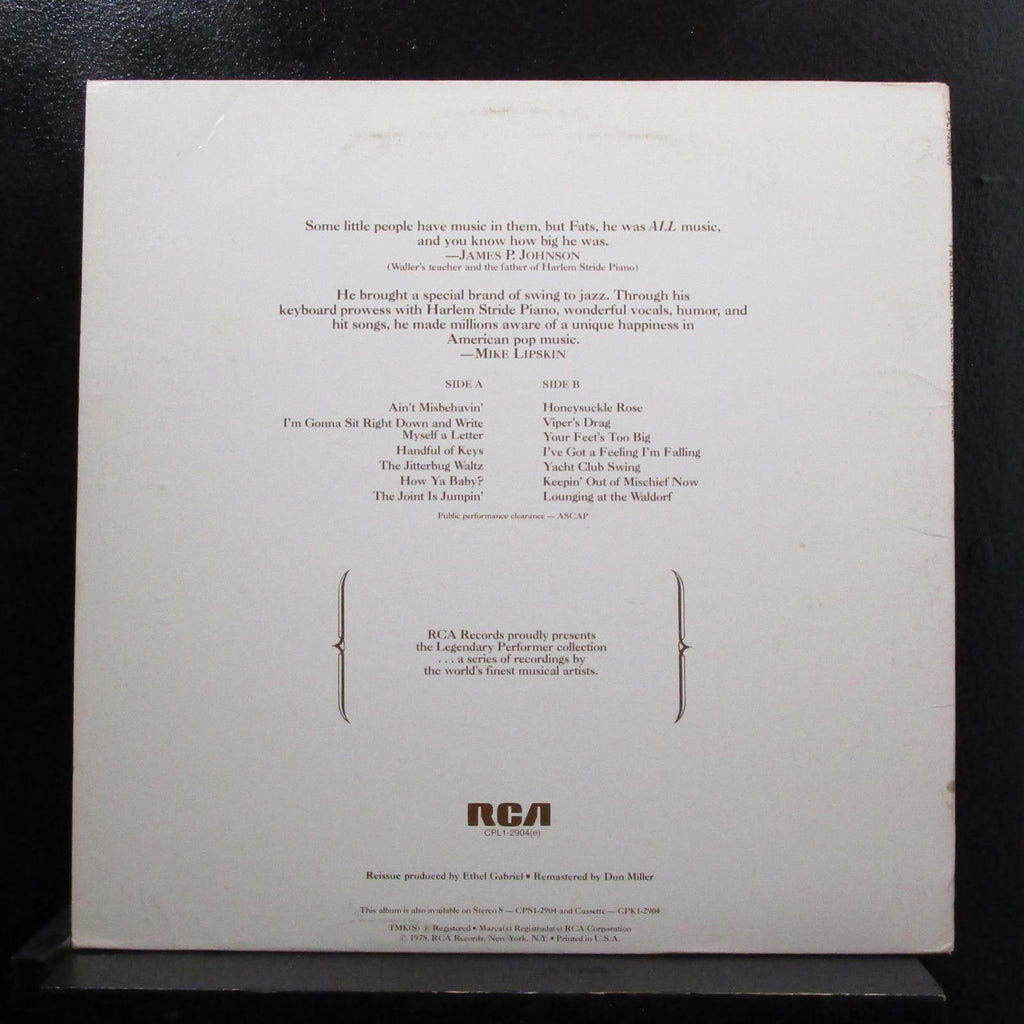 Some little people have music in them, but Fats, he was ALL music,
and you know how big he was.
—JAMES P. JOHNSON
(Waller's teacher and the father of Harlem Stride Piano)
He brought a special brand of swing to jazz. Through his
keyboard prowess with Harlem Stride Piano, wonderful vocals, humor, and
hit songs, he made millions aware of a unique happiness in
American pop music.
—MIKE LIPSKIN
SIDE A
Ain't Misbehavin'
I'm Gonna Sit Right Down and Write
Myself a Letter
Handful of Keys
The Jitterbug Waltz
How Ya Baby?
The Joint Is Jumpin'
SIDE B
Honeysuckle Rose
Viper's Drag
Your Feet's Too Big
I've Got a Feeling I'm Falling
Yacht Club Swing
Keepin' Out of Mischief Now
Lounging at the Waldorf
Public performance clearance — ASCAP
RCA Records proudly presents
the Legendary Performer collection
. . . a series of recordings by
the world's finest musical artists.
RCA
CPL1-2904(e)
Reissue produced by Ethel Gabriel • Remastered by Don Miller
This album is also available on Stereo 8 — CPS1-2904 and Cassette — CPK1-2904
TMK(S) ® Registered • Marca(s) Registrada(s) RCA Corporation
© 1978, RCA Records, New York, N.Y. • Printed in U.S.A.